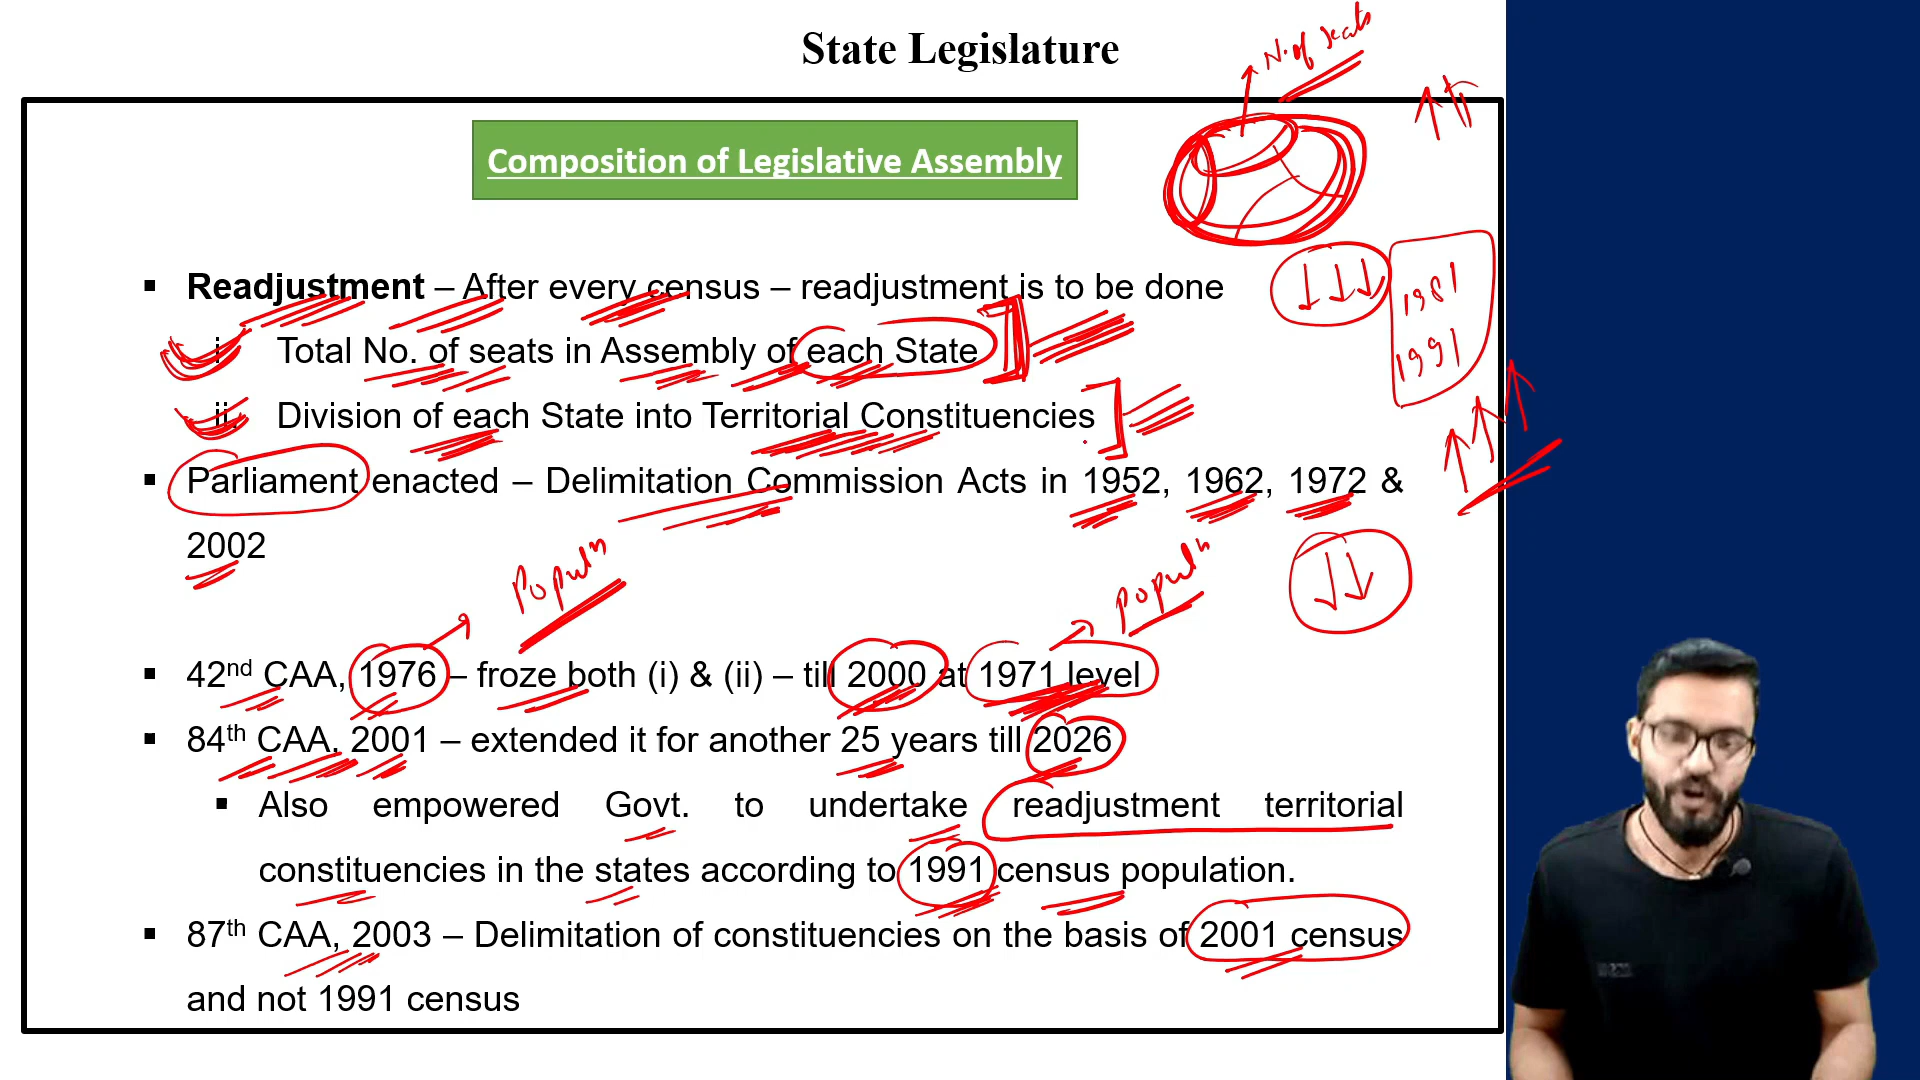 State Legislature
N. of seats
Composition of Legislative Assembly
▪ Readjustment – After every census – readjustment is to be done
i. Total No. of seats in Assembly of each State
1981
1991
ii. Division of each State into Territorial Constituencies
▪ Parliament enacted – Delimitation Commission Acts in 1952, 1962, 1972 &
2002
Populⁿ
Populⁿ
▪ 42nd CAA, 1976 – froze both (i) & (ii) – till 2000 at 1971 level
▪ 84th CAA, 2001 – extended it for another 25 years till 2026
▪ Also empowered Govt. to undertake readjustment territorial
constituencies in the states according to 1991 census population.
▪ 87th CAA, 2003 – Delimitation of constituencies on the basis of 2001 census
and not 1991 census